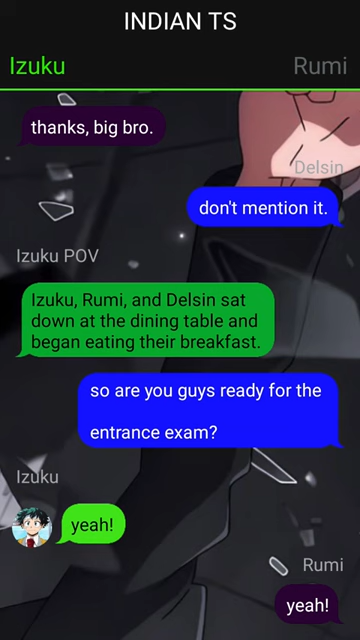 INDIAN TS
Izuku
Rumi
thanks, big bro.
Delsin
don't mention it.
Izuku POV
Izuku, Rumi, and Delsin sat
down at the dining table and
began eating their breakfast.
so are you guys ready for the
entrance exam?
Izuku
yeah!
Rumi
yeah!